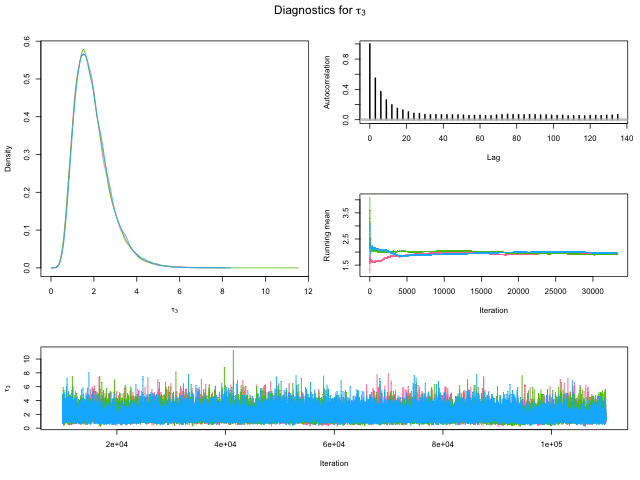 Diagnostics for τ3
Density
0.0 0.1 0.2 0.3 0.4 0.5 0.6
0 2 4 6 8 10 12
τ3
Autocorrelation
0.0 0.4 0.8
0 20 40 60 80 100 120 140
Lag
Running mean
1.5 2.5 3.5
0 5000 10000 15000 20000 25000 30000
Iteration
τ3
0 2 4 6 8 10
2e+04 4e+04 6e+04 8e+04 1e+05
Iteration